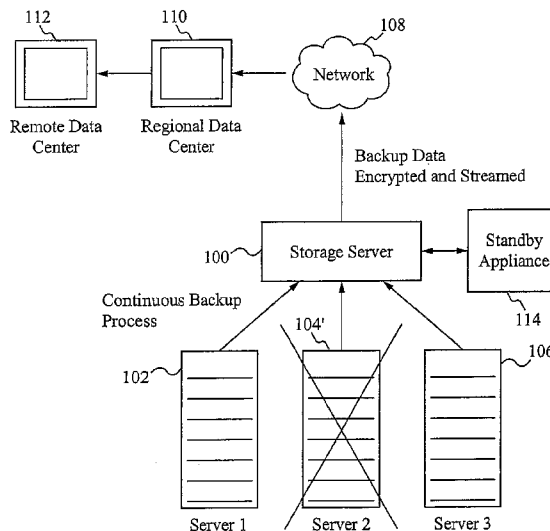 112
110
108
Network
Remote Data
Center
Regional Data
Center
Backup Data
Encrypted and Streamed
100
Storage Server
Standby
Appliance
114
Continuous Backup
Process
102
104'
106
Server 1
Server 2
Server 3